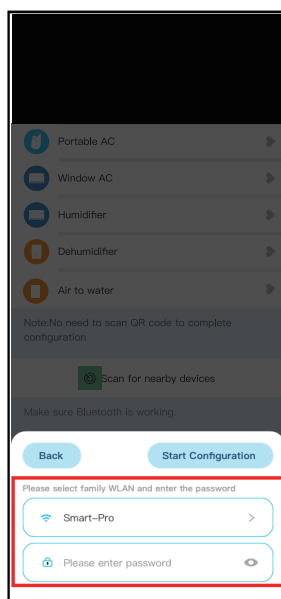 Portable AC
Window AC
Humidifier
Dehumidifier
Air to water
Note:No need to scan QR code to complete
configuration
Scan for nearby devices
Make sure Bluetooth is working.
Back
Start Configuration
Please select family WLAN and enter the password
Smart-Pro
Please enter password